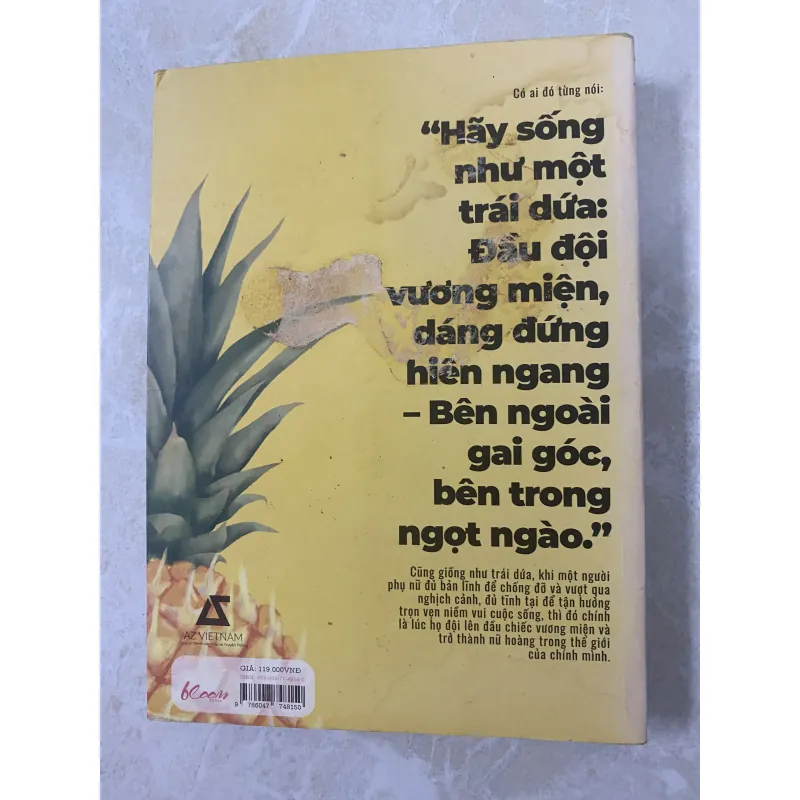 Có ai đó từng nói:
“Hãy sống
như một
trái dứa:
Đầu đội
vương miện,
dáng đứng
hiên ngang
– Bên ngoài
gai góc,
bên trong
ngọt ngào.”
Cũng giống như trái dứa, khi một người
phụ nữ đủ bản lĩnh để chống đỡ và vượt qua
nghịch cảnh, đủ tĩnh tại để tận hưởng
trọn vẹn niềm vui cuộc sống, thì đó chính
là lúc họ đội lên đầu chiếc vương miện và
trở thành nữ hoàng trong thế giới
của chính mình.
AZ VIETNAM
GIÁ: 119.000VNĐ
ISBN:
bloom
9 786047 748150